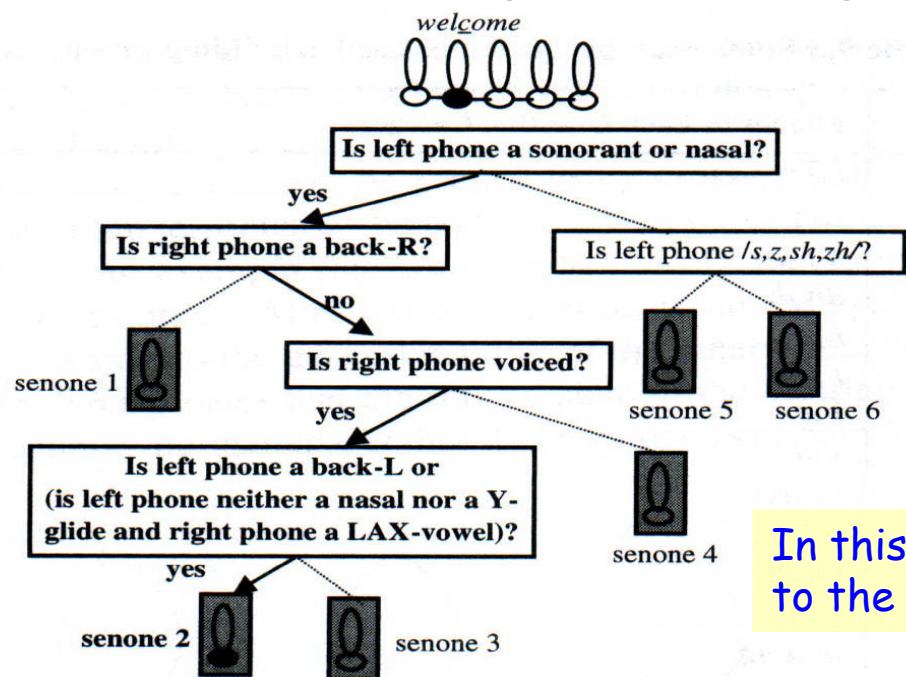 welcome
Is left phone a sonorant or nasal?
yes
Is right phone a back-R?
Is left phone /s,z,sh,zh/?
no
senone 1
Is right phone voiced?
senone 5
senone 6
yes
Is left phone a back-L or
(is left phone neither a nasal nor a Y-
glide and right phone a LAX-vowel)?
senone 4
yes
senone 2
senone 3
In this
to the